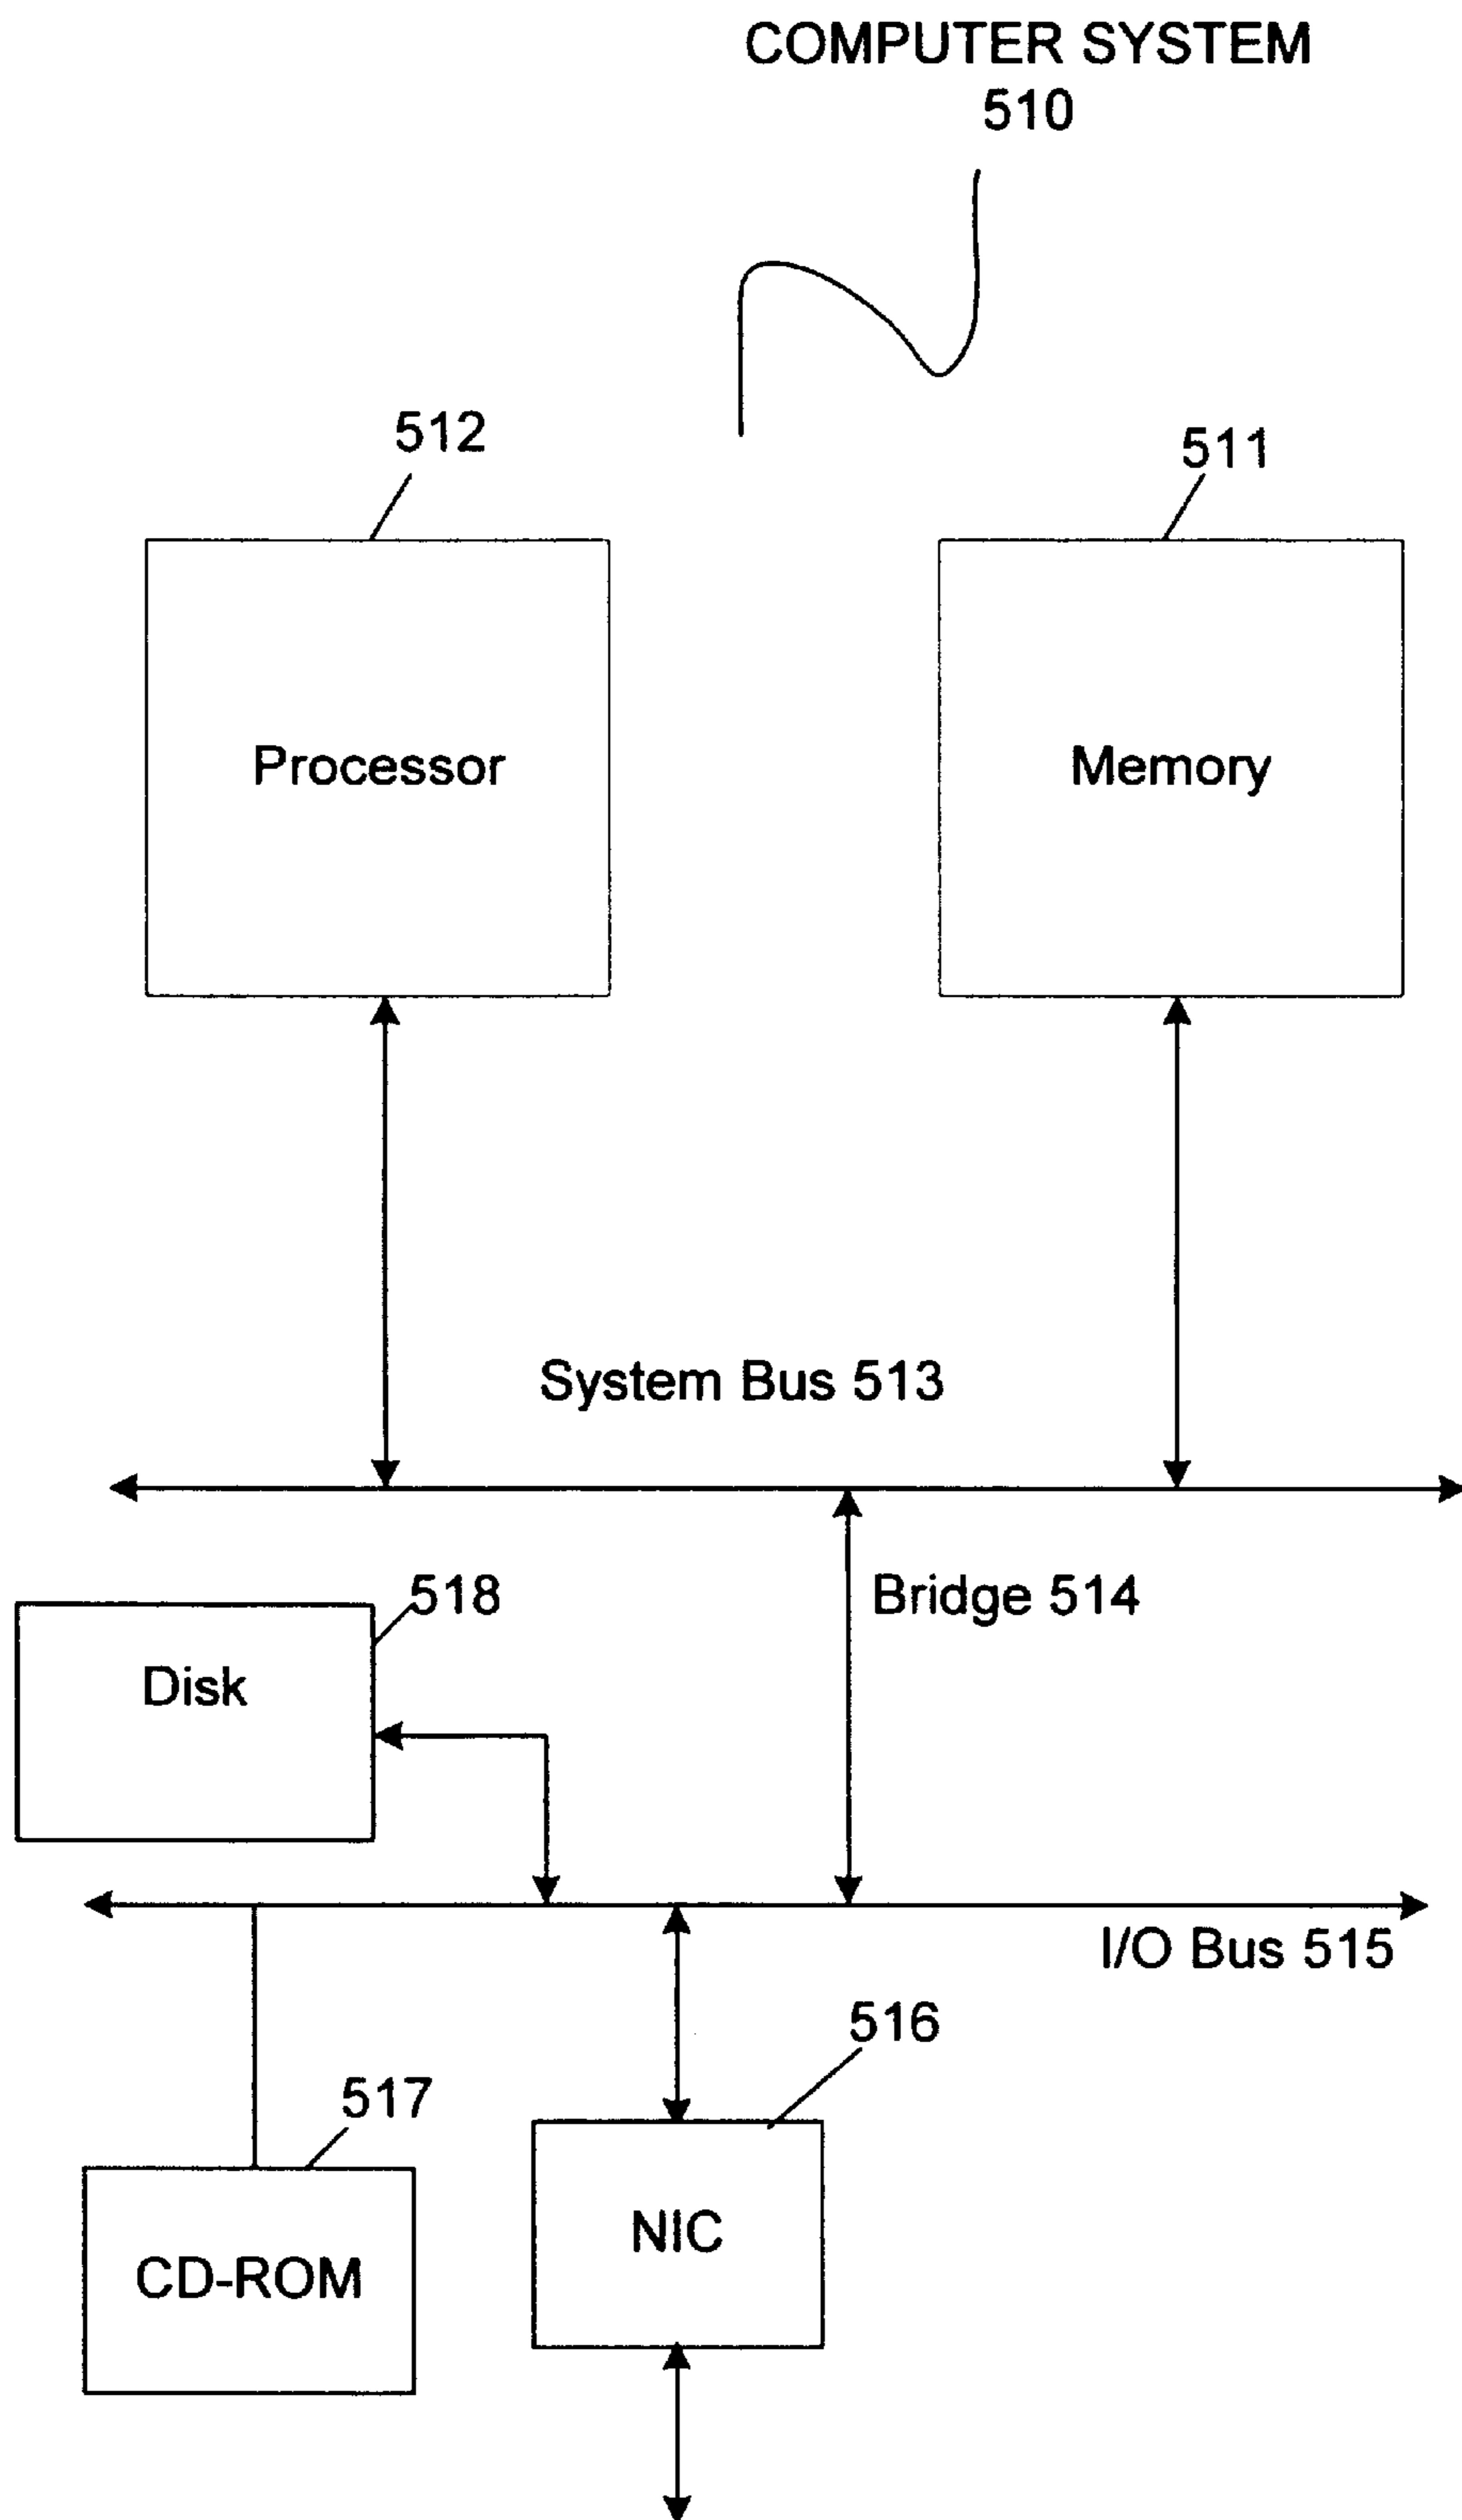 COMPUTER SYSTEM
510
512
511
Processor
Memory
System Bus 513
518
Bridge 514
Disk
I/O Bus 515
516
517
NIC
CD-ROM